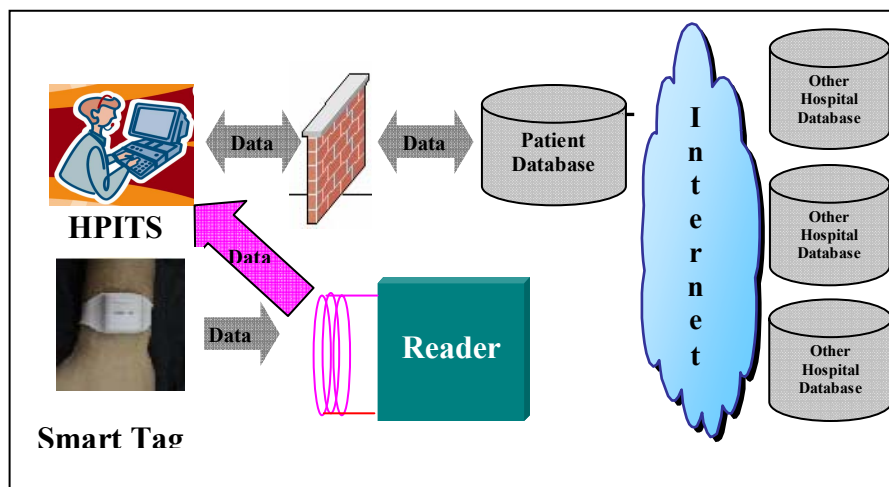 Data
Data
Patient
Database
HPITS
Data
Data
Reader
Smart Tag
I
n
t
e
r
n
e
t
Other
Hospital
Database
Other
Hospital
Database
Other
Hospital
Database